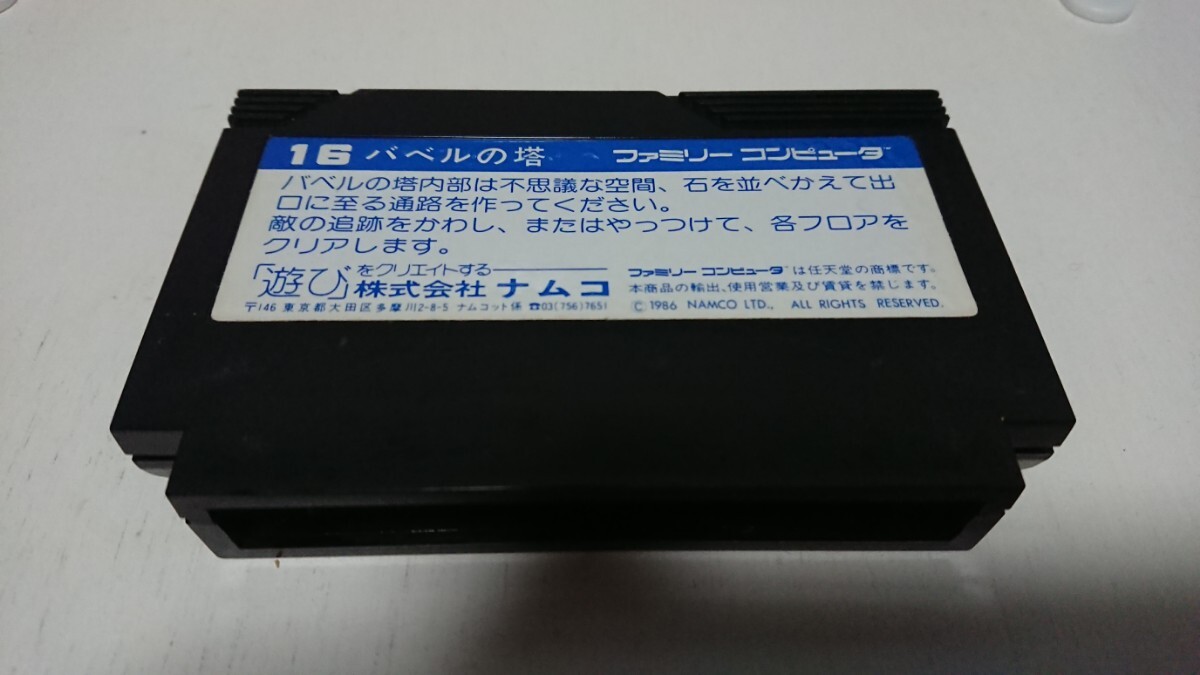 16 バベルの塔 ファミリー コンピュータ™
バベルの塔内部は不思議な空間、石を並べかえて出
口に至る通路を作ってください。
敵の追跡をかわし、またはやっつけて、各フロアを
クリアします。
「遊び」をクリエイトする
株式会社 ナムコ
〒146 東京都大田区多摩川2-8-5 ナムコット係 ☎03(756)7651
ファミリー コンピュータ™は任天堂の商標です。
本商品の輸出、使用営業及び賃貸を禁じます。
©1986 NAMCO LTD., ALL RIGHTS RESERVED.